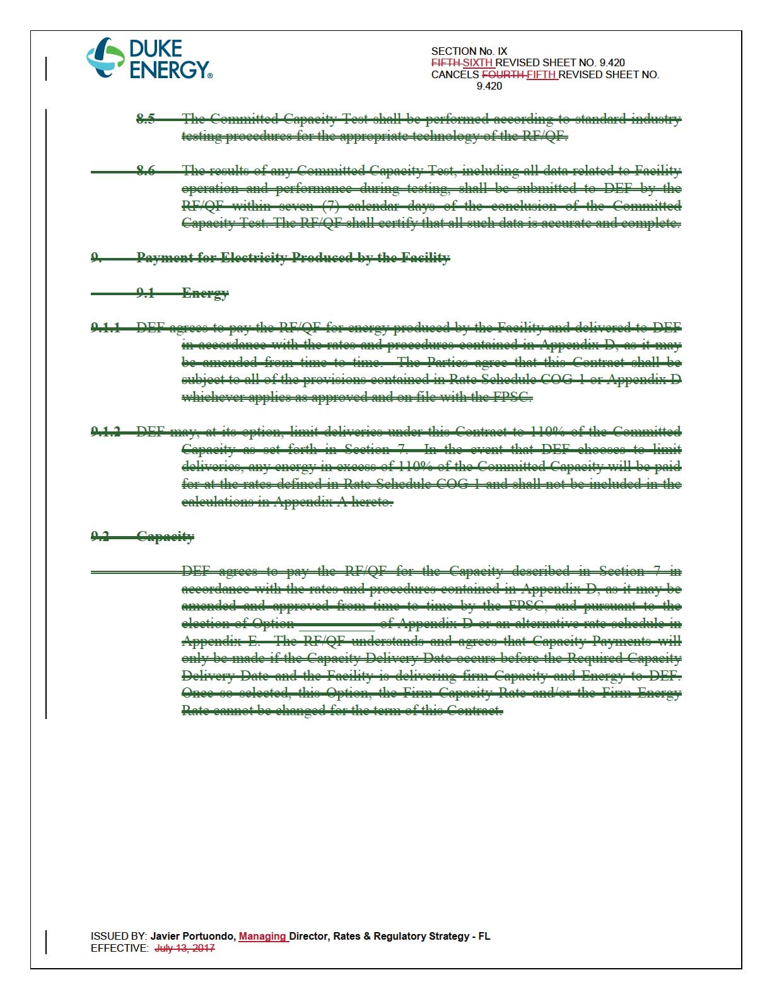 DUKE
ENERGY®
SECTION No. IX
FIFTH SIXTH REVISED SHEET NO. 9.420
CANCELS FOURTH FIFTH REVISED SHEET NO.
9.420
8.5 The Committed Capacity Test shall be performed according to standard industry
testing procedures for the appropriate technology of the RF/QF.
8.6 The results of any Committed Capacity Test, including all data related to Facility
operation and performance during testing, shall be submitted to DEF by the
RF/QF within seven (7) calendar days of the conclusion of the Committed
Capacity Test. The RF/QF shall certify that all such data is accurate and complete.
9. Payment for Electricity Produced by the Facility
9.1 Energy
9.1.1 DEF agrees to pay the RF/QF for energy produced by the Facility and delivered to DEF
in accordance with the rates and procedures contained in Appendix D, as it may
be amended from time to time. The Parties agree that this Contract shall be
subject to all of the provisions contained in Rate Schedule COG-1 or Appendix D
whichever applies as approved and on file with the FPSC.
9.1.2 DEF may, at its option, limit deliveries under this Contract to 110% of the Committed
Capacity as set forth in Section 7. In the event that DEF chooses to limit
deliveries, any energy in excess of 110% of the Committed Capacity will be paid
for at the rates defined in Rate Schedule COG-1 and shall not be included in the
calculations in Appendix A hereto.
9.2 Capacity
DEF agrees to pay the RF/QF for the Capacity described in Section 7 in
accordance with the rates and procedures contained in Appendix D, as it may be
amended and approved from time to time by the FPSC, and pursuant to the
election of Option __________ of Appendix D or an alternative rate schedule in
Appendix E. The RF/QF understands and agrees that Capacity Payments will
only be made if the Capacity Delivery Date occurs before the Required Capacity
Delivery Date and the Facility is delivering firm Capacity and Energy to DEF.
Once so selected, this Option, the Firm Capacity Rate and/or the Firm Energy
Rate cannot be changed for the term of this Contract.
ISSUED BY: Javier Portuondo, Managing Director, Rates & Regulatory Strategy - FL
EFFECTIVE: July 13, 2017